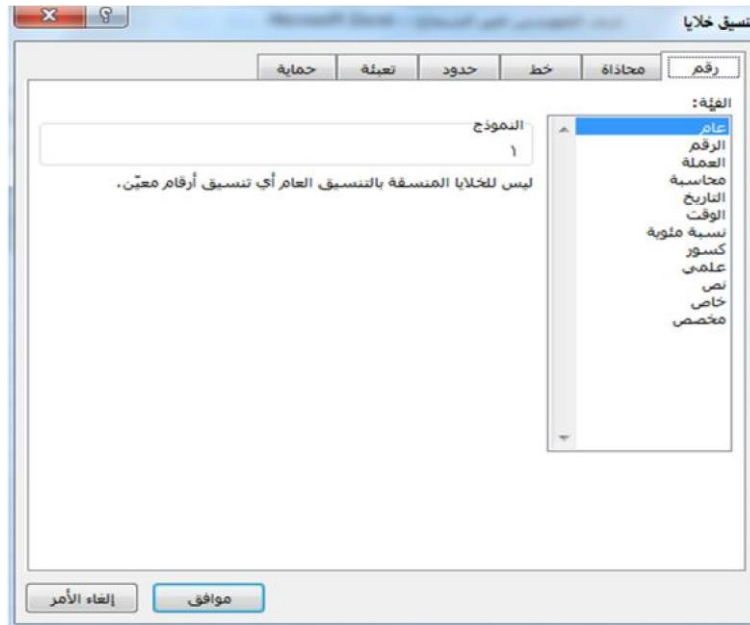 تنسيق خلايا
رقم محاذاة خط حدود تعبئة حماية
الفئة:
عام
الرقم
العملة
محاسبة
التاريخ
الوقت
نسبة مئوية
كسور
علمي
نص
خاص
مخصص
النموذج
١
ليس للخلايا المنسقة بالتنسيق العام أي تنسيق أرقام معيّن.
موافق إلغاء الأمر